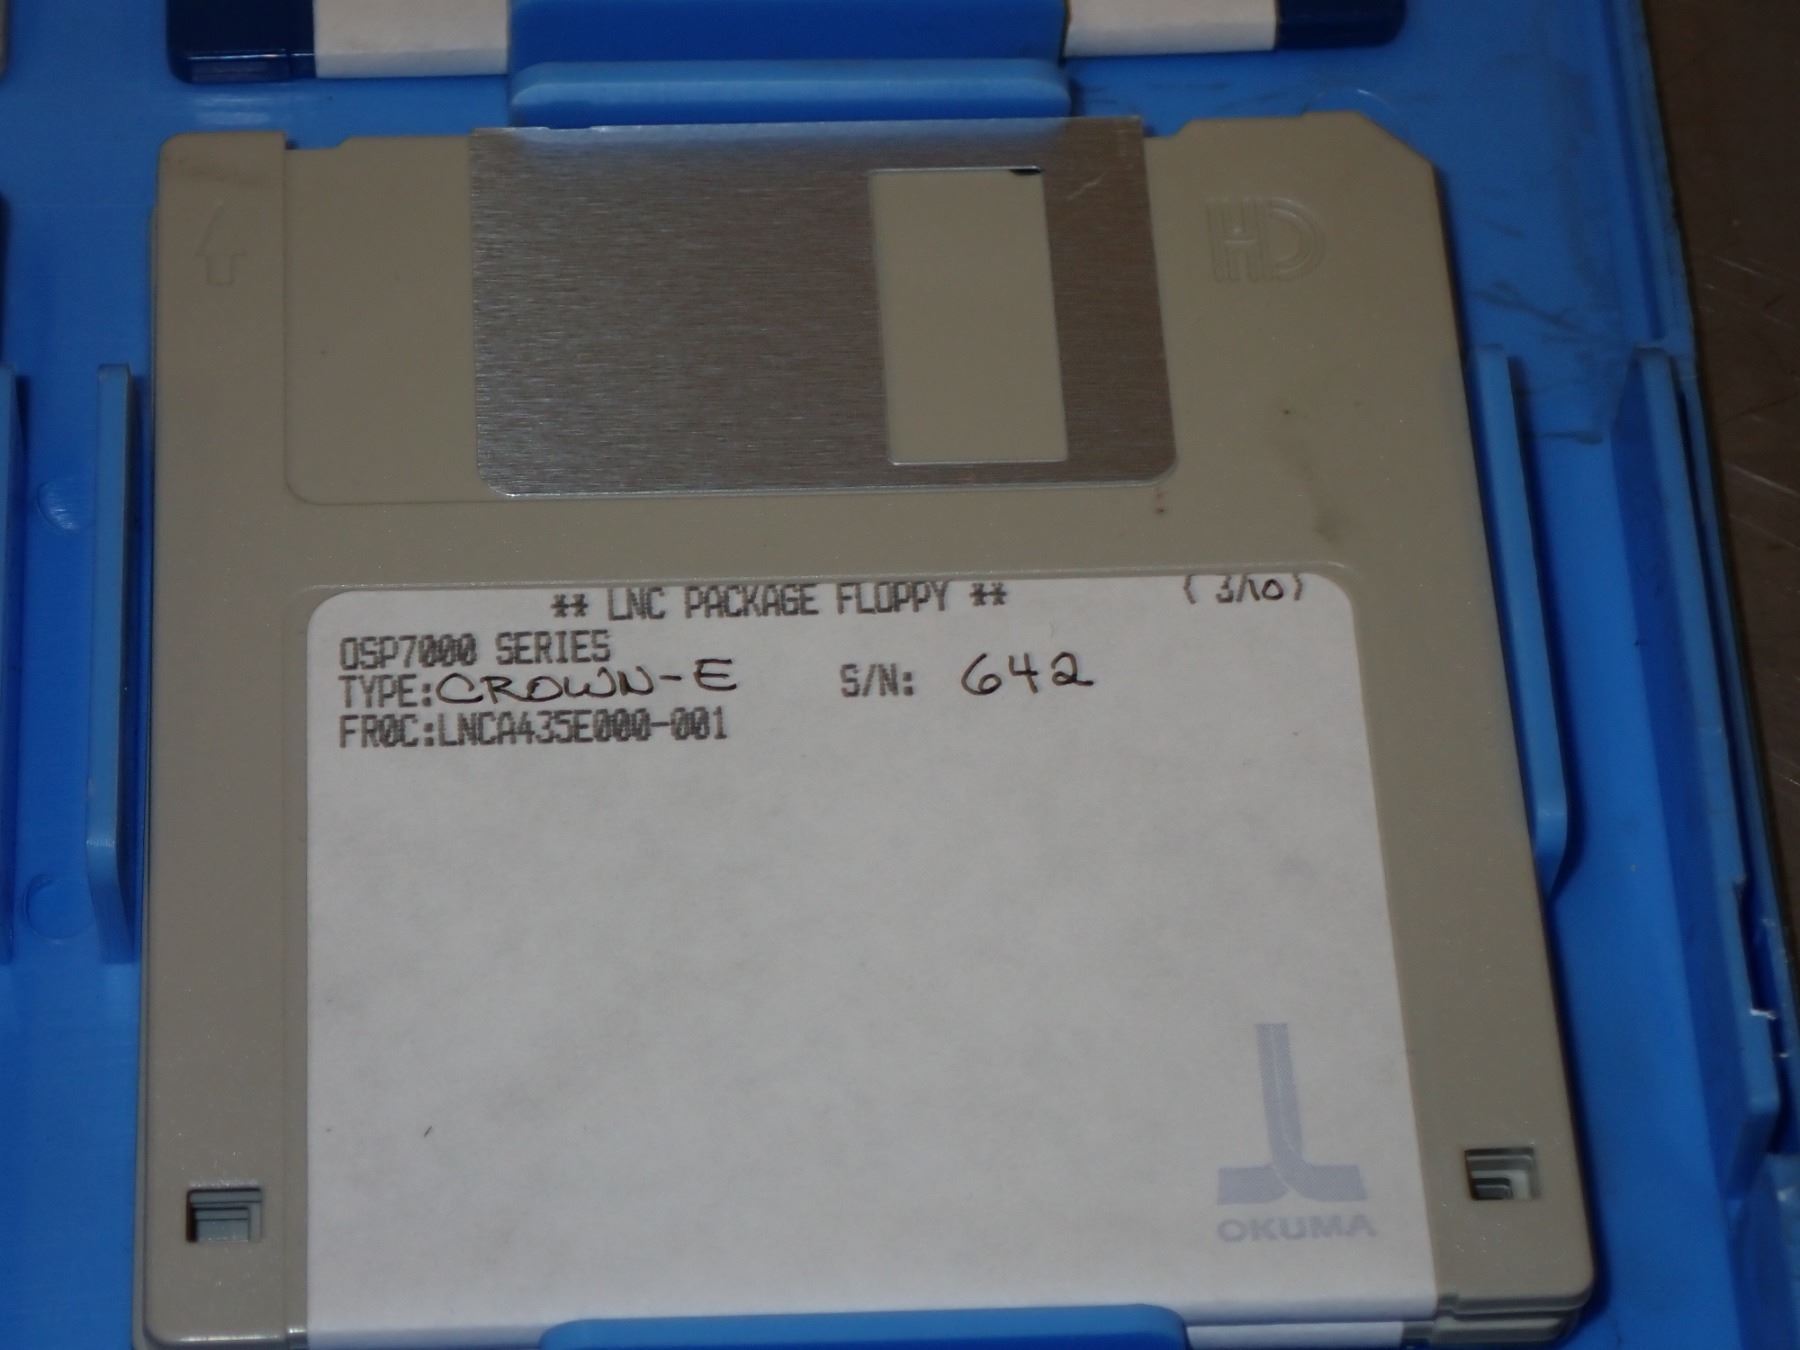 HD
** LNC PACKAGE FLOPPY ** (3/10)
OSP7000 SERIES
TYPE:CROWN-E S/N: 642
FR0C:LNCA435E000-001
OKUMA